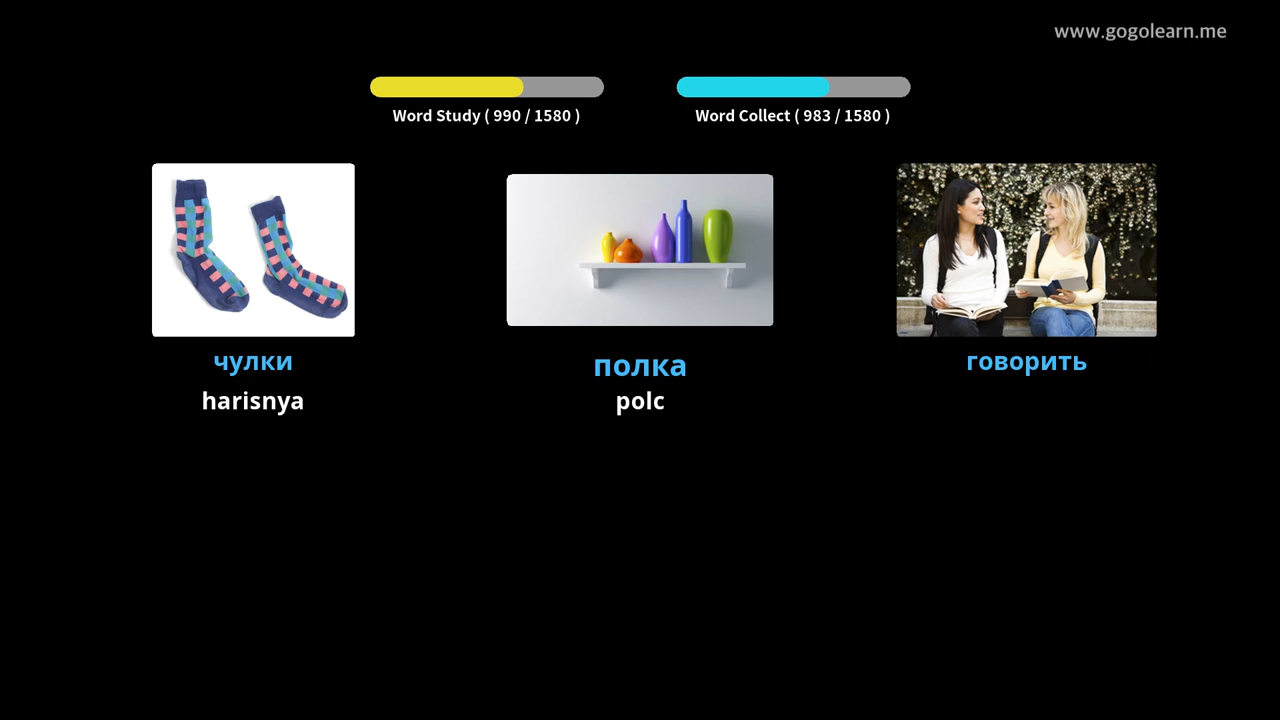 www.gogolearn.me
Word Study ( 990 / 1580 )
Word Collect ( 983 / 1580 )
чулки
полка
говорить
harisnya
polc